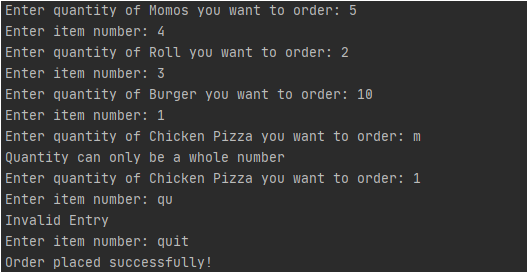 Enter quantity of Momos you want to order: 5
Enter item number: 4
Enter quantity of Roll you want to order: 2
Enter item number: 3
Enter quantity of Burger you want to order: 10
Enter item number: 1
Enter quantity of Chicken Pizza you want to order: m
Quantity can only be a whole number
Enter quantity of Chicken Pizza you want to order: 1
Enter item number: qu
Invalid Entry
Enter item number: quit
Order placed successfully!